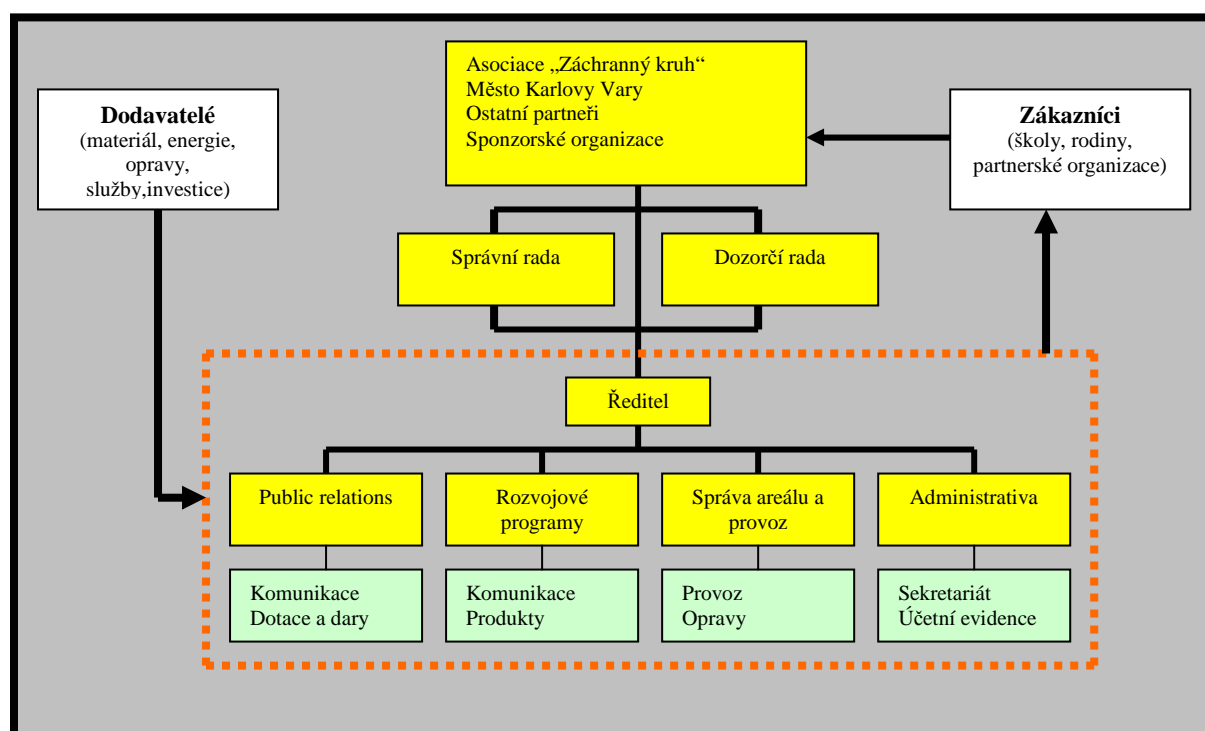 Asociace „Záchranný kruh“
Město Karlovy Vary
Ostatní partneři
Sponzorské organizace
Dodavatelé
(materiál, energie,
opravy,
služby,investice)
Zákazníci
(školy, rodiny,
partnerské organizace)
Správní rada
Dozorčí rada
Ředitel
Public relations
Rozvojové
programy
Správa areálu a
provoz
Administrativa
Komunikace
Dotace a dary
Komunikace
Produkty
Provoz
Opravy
Sekretariát
Účetní evidence